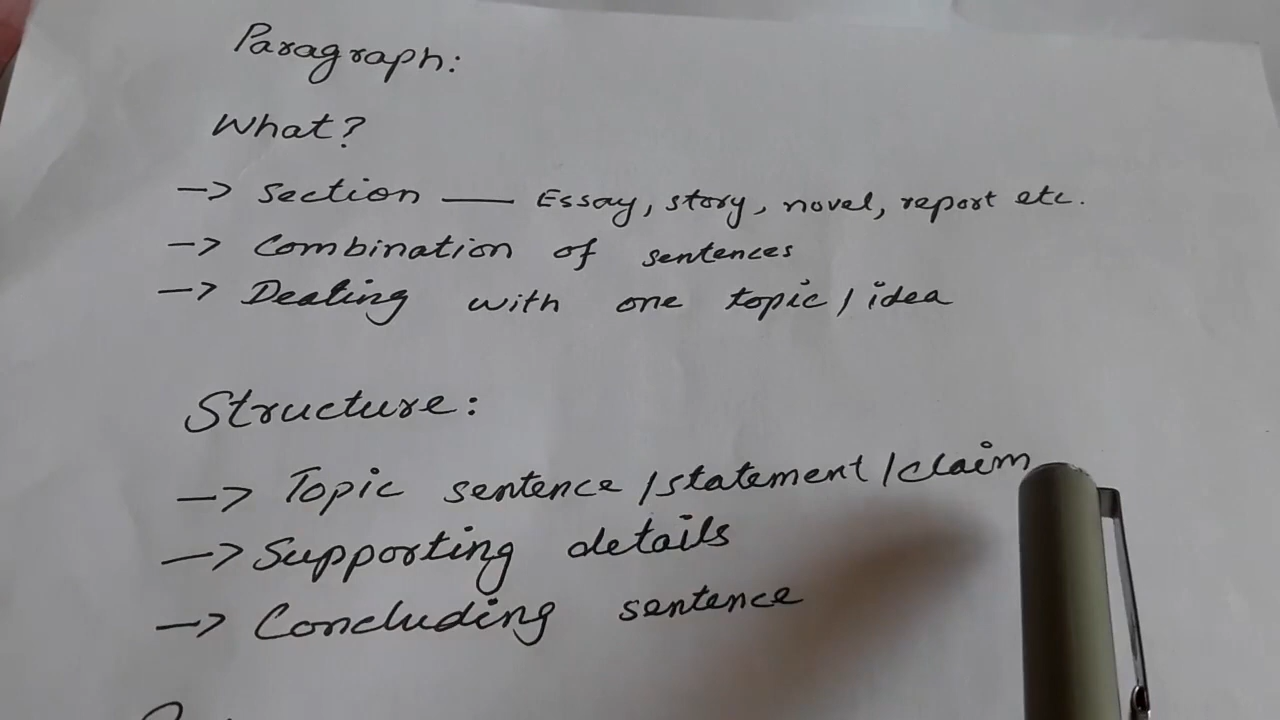 Paragraph:
What?
-> Section — Essay, story, novel, report etc.
-> Combination of sentences
-> Dealing with one topic / idea
Structure:
-> Topic sentence / statement / claim
-> Supporting details
-> Concluding sentence